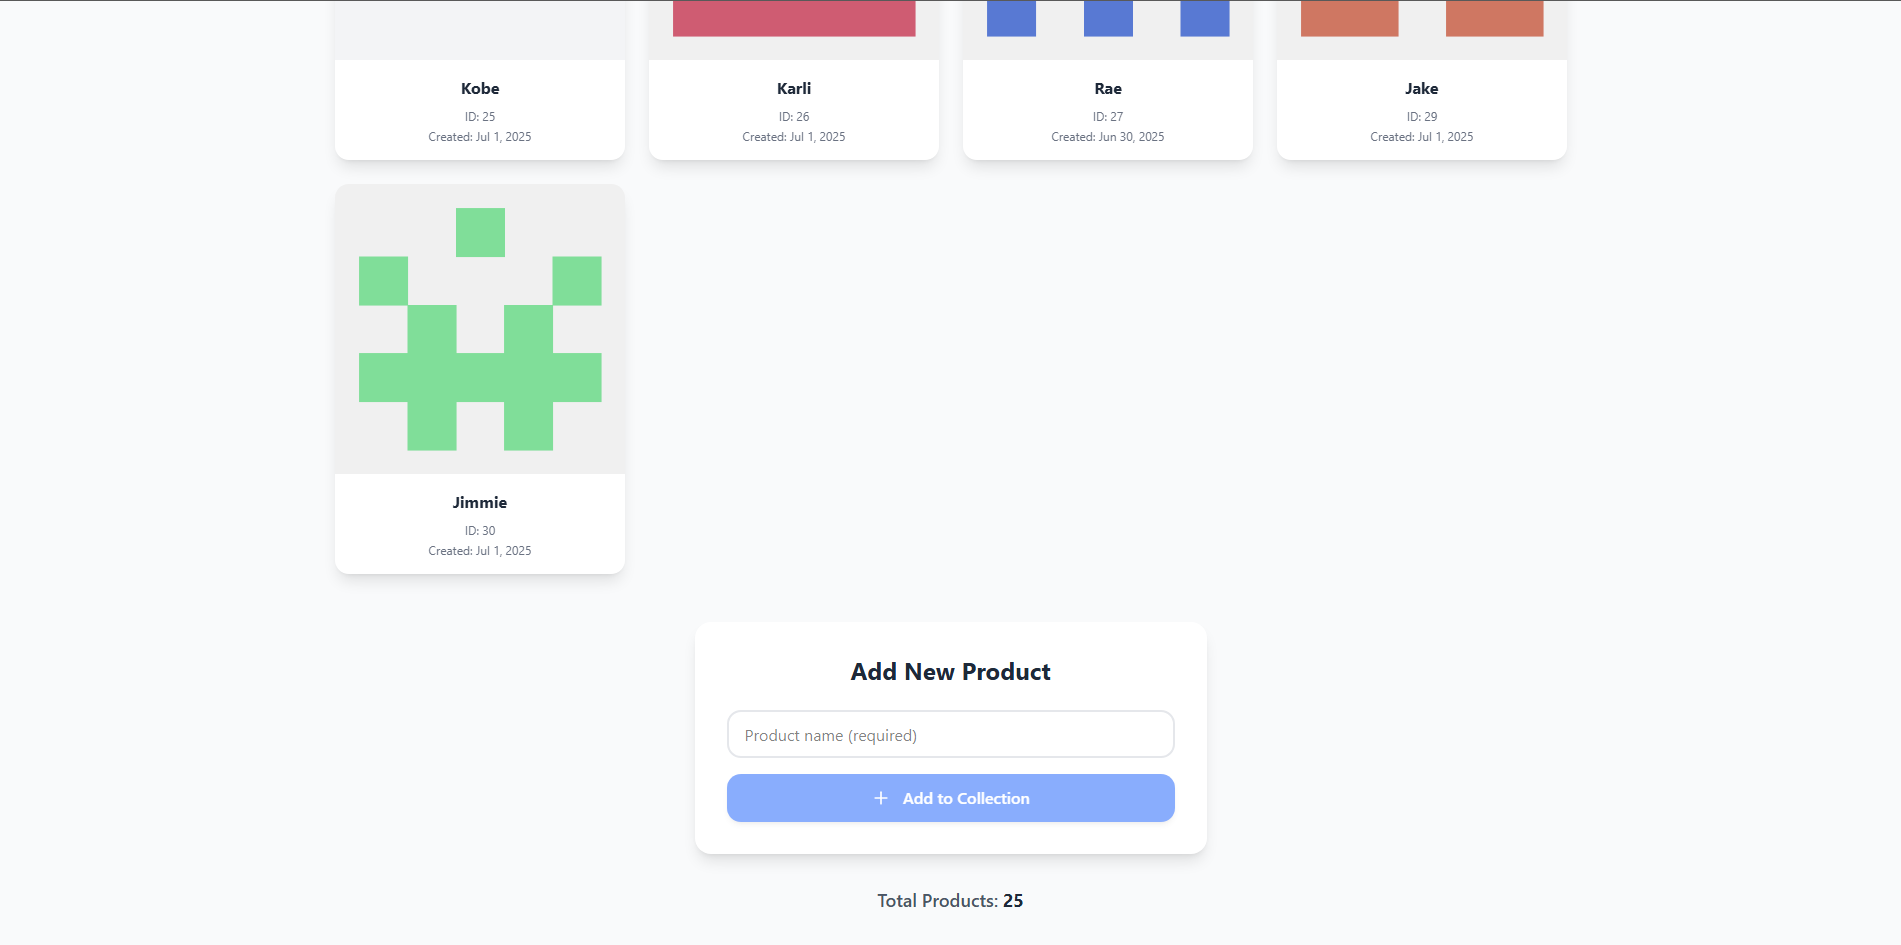 Kobe
ID: 25
Created: Jul 1, 2025
Karli
ID: 26
Created: Jul 1, 2025
Rae
ID: 27
Created: Jun 30, 2025
Jake
ID: 29
Created: Jul 1, 2025
Jimmie
ID: 30
Created: Jul 1, 2025
Add New Product
Product name (required)
+ Add to Collection
Total Products: 25